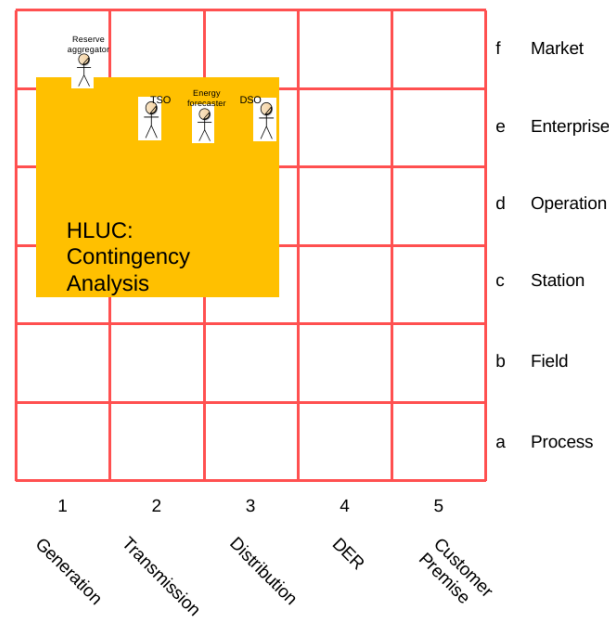 Reserve
aggregator
TSO
Energy
forecaster
DSO
HLUC:
Contingency
Analysis
f Market
e Enterprise
d Operation
c Station
b Field
a Process
1 2 3 4 5
Generation
Transmission
Distribution
DER
Customer
Premise